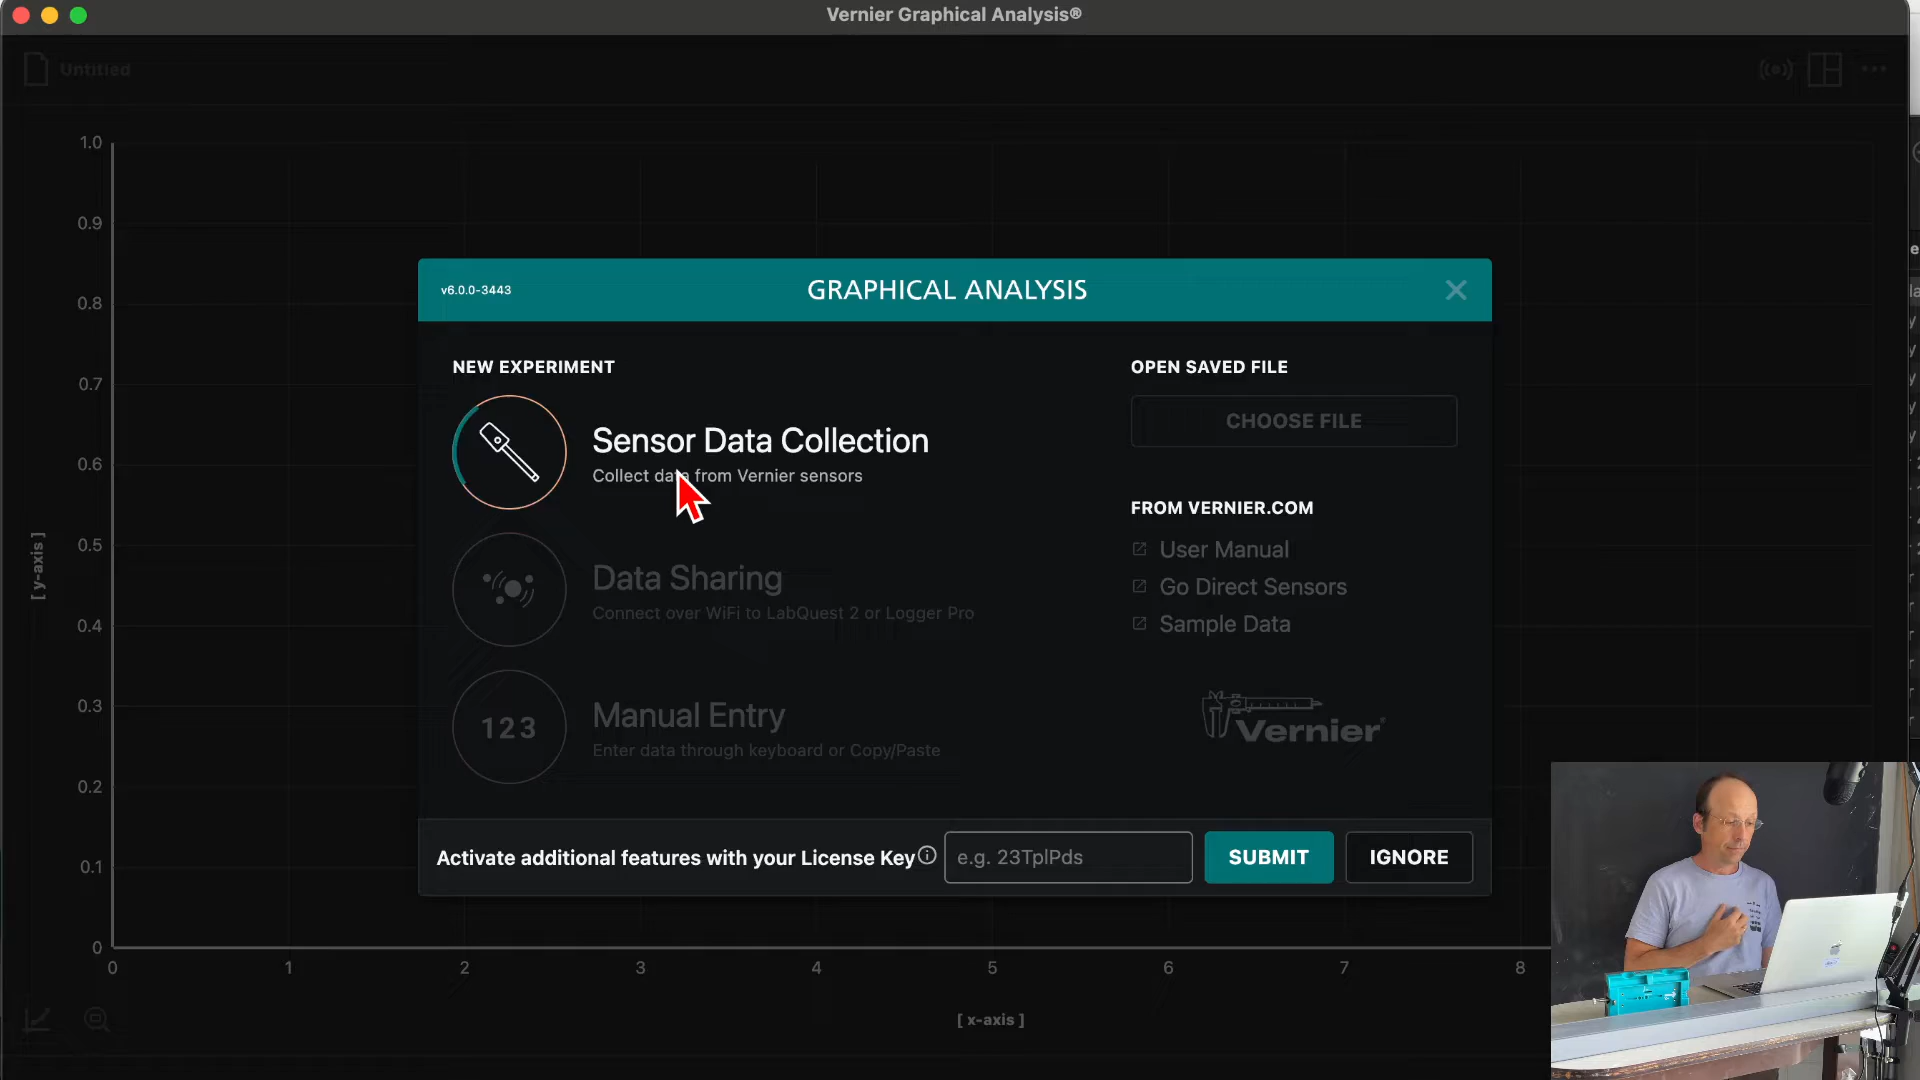 Vernier Graphical Analysis®
Untitled
1.0
0.9
0.8
0.7
0.6
0.5
0.4
0.3
0.2
0.1
0
[ y-axis ]
0 1 2 3 4 5 6 7 8
[ x-axis ]
v6.0.0-3443
GRAPHICAL ANALYSIS
NEW EXPERIMENT
Sensor Data Collection
Collect data from Vernier sensors
Data Sharing
Connect over WiFi to LabQuest 2 or Logger Pro
123
Manual Entry
Enter data through keyboard or Copy/Paste
OPEN SAVED FILE
CHOOSE FILE
FROM VERNIER.COM
User Manual
Go Direct Sensors
Sample Data
Vernier®
Activate additional features with your License Key
e.g. 23TplPds
SUBMIT
IGNORE